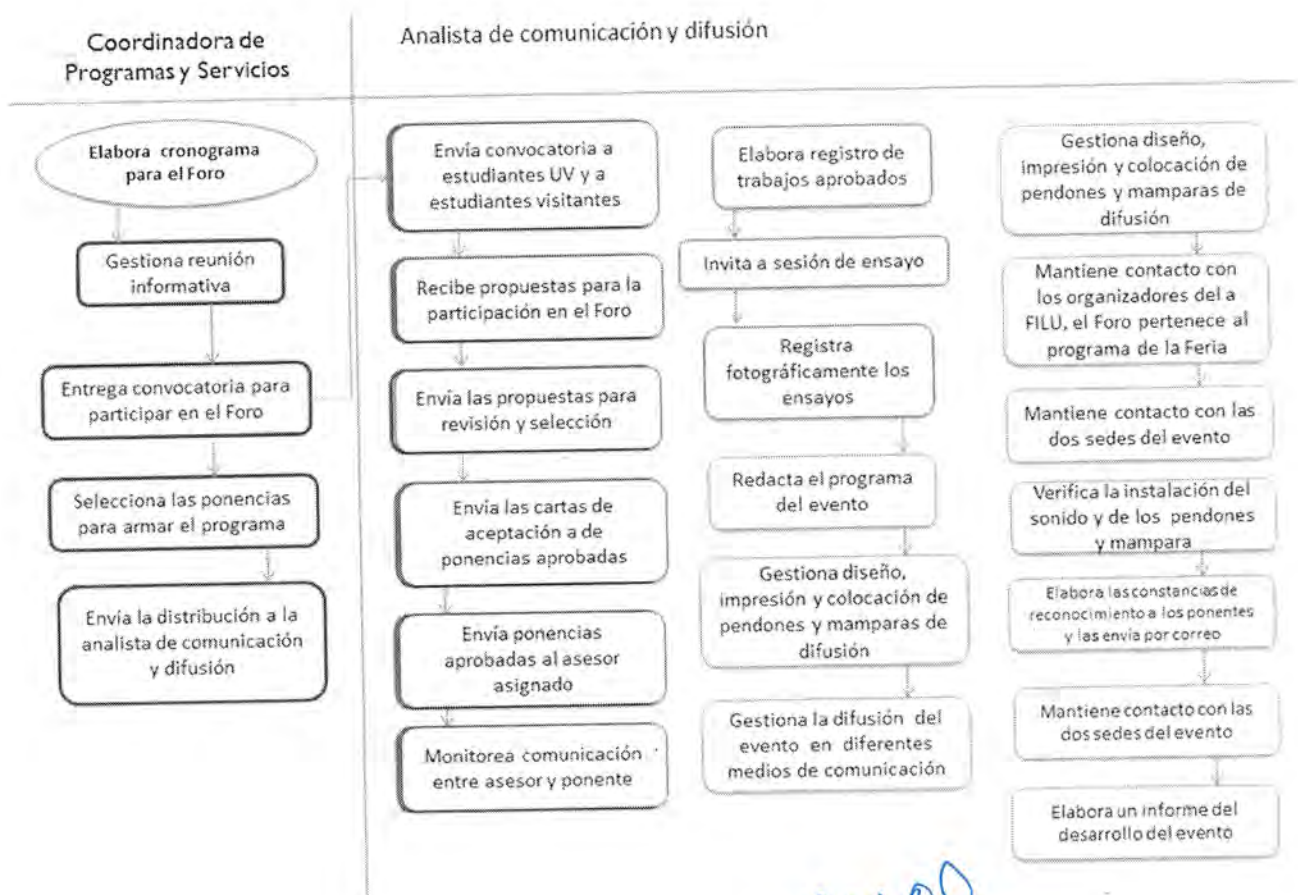 Coordinadora de
Programas y Servicios
Analista de comunicación y difusión
Elabora cronograma
para el Foro
Gestiona reunión
informativa
Entrega convocatoria para
participar en el Foro
Selecciona las ponencias
para armar el programa
Envía la distribución a la
analista de comunicación
y difusión
Envía convocatoria a
estudiantes UV y a
estudiantes visitantes
Recibe propuestas para la
participación en el Foro
Envía las propuestas para
revisión y selección
Envía las cartas de
aceptación a de
ponencias aprobadas
Envía ponencias
aprobadas al asesor
asignado
Monitorea comunicación
entre asesor y ponente
Elabora registro de
trabajos aprobados
Invita a sesión de ensayo
Registra
fotográficamente los
ensayos
Redacta el programa
del evento
Gestiona diseño,
impresión y colocación de
pendones y mamparas de
difusión
Gestiona la difusión del
evento en diferentes
medios de comunicación
Gestiona diseño,
impresión y colocación de
pendones y mamparas de
difusión
Mantiene contacto con
los organizadores del a
FILU, el Foro pertenece al
programa de la Feria
Mantiene contacto con las
dos sedes del evento
Verifica la instalación del
sonido y de los pendones
y mampara
Elabora las constancias de
reconocimiento a los ponentes
y las envía por correo
Mantiene contacto con las
dos sedes del evento
Elabora un informe del
desarrollo del evento